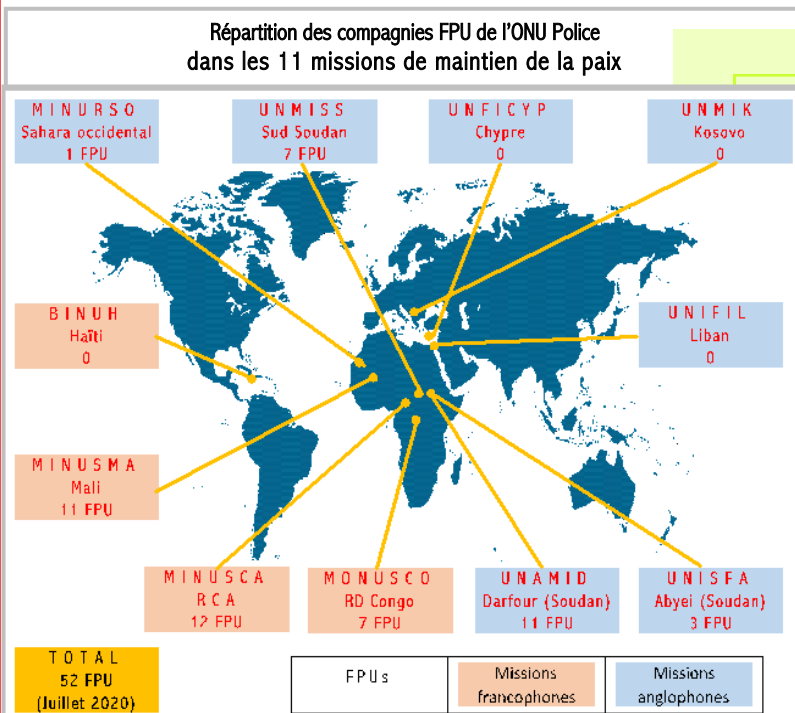 Répartition des compagnies FPU de l'ONU Police
dans les 11 missions de maintien de la paix
MINURSO
Sahara occidental
1 FPU
UNMISS
Sud Soudan
7 FPU
UNFICYP
Chypre
0
UNMIK
Kosovo
0
BINUH
Haïti
0
UNIFIL
Liban
0
MINUSMA
Mali
11 FPU
MINUSCA
RCA
12 FPU
MONUSCO
RD Congo
7 FPU
UNAMID
Darfour (Soudan)
11 FPU
UNISFA
Abyei (Soudan)
3 FPU
TOTAL
52 FPU
(Juillet 2020)
FPUs
Missions
francophones
Missions
anglophones